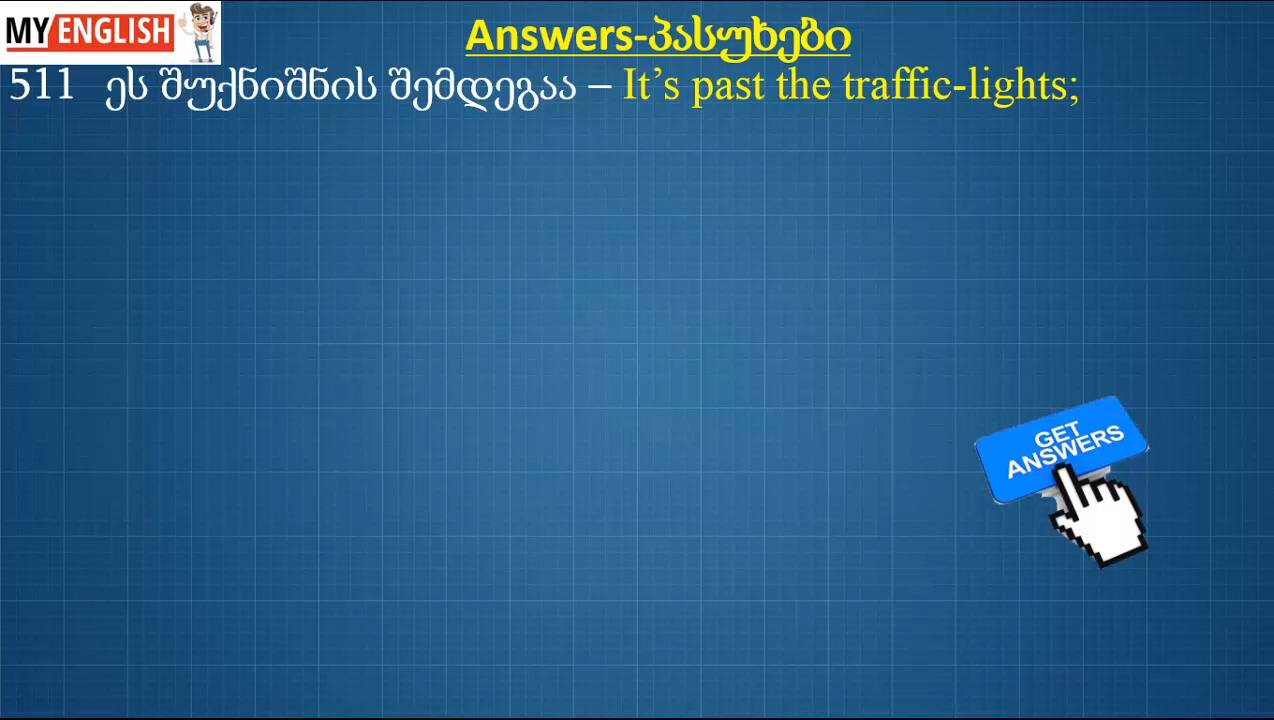 MY ENGLISH
Answers-პასუხები
511 ეს შუქნიშნის შემდეგაა – It’s past the traffic-lights;
GET
ANSWERS